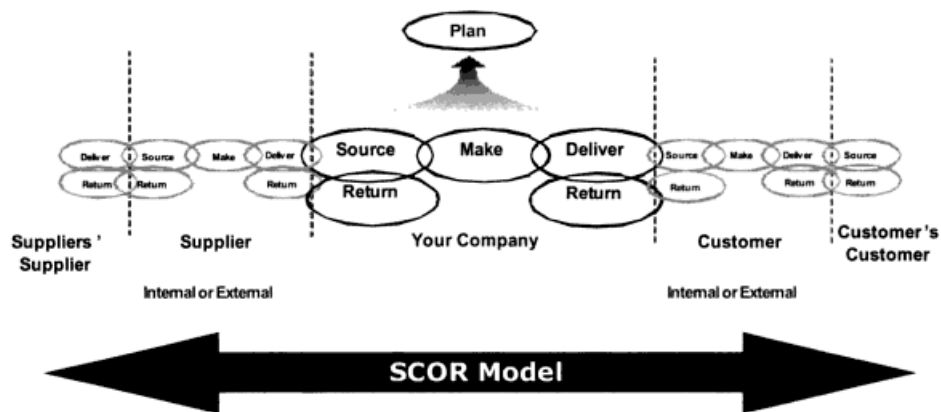 Plan
Deliver Source Make Deliver Source Make Deliver Source Make Deliver Source
Return Return Return Return Return Return Return Return
Suppliers' Supplier Your Company Customer Customer's
Supplier Customer
Internal or External Internal or External
SCOR Model